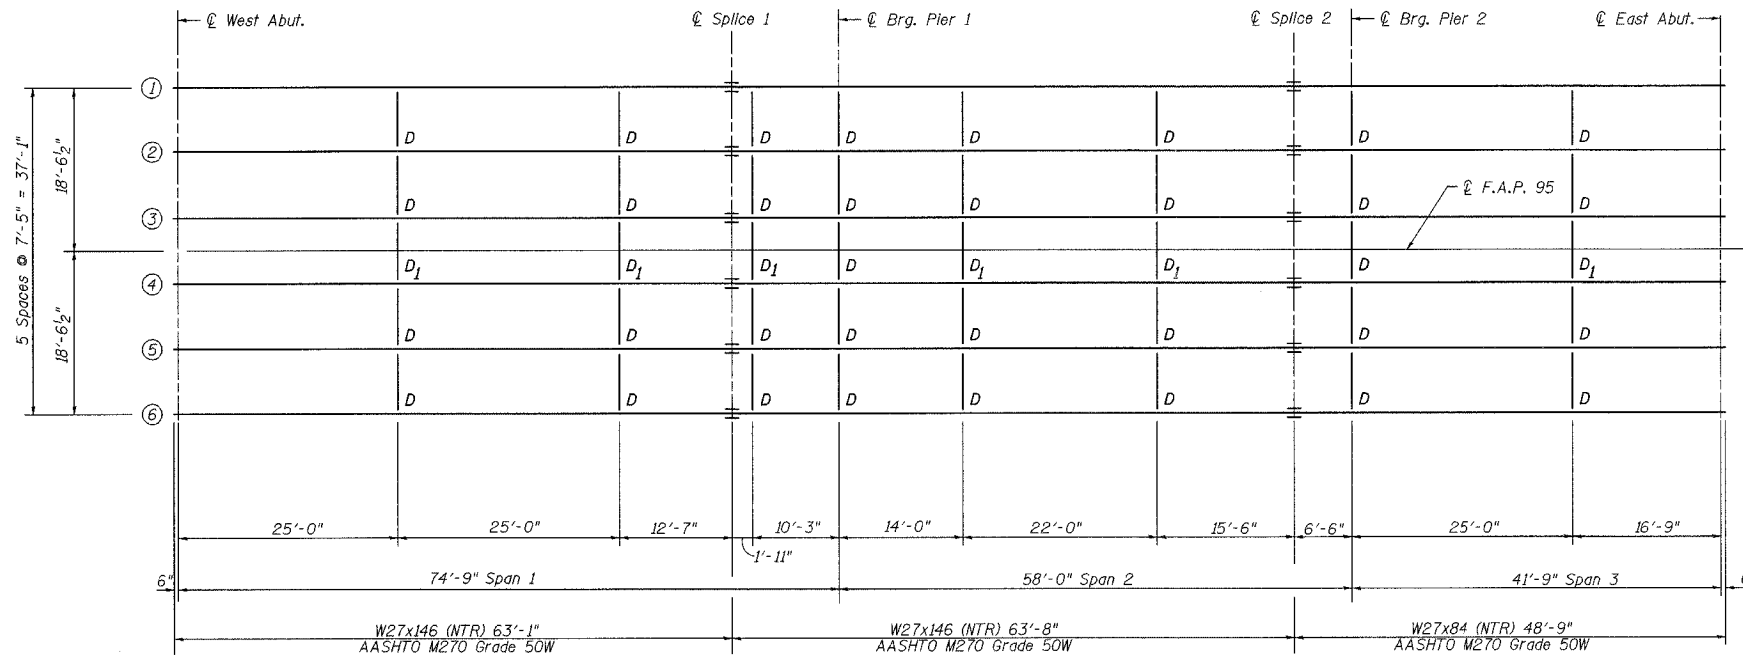 ℄ West Abut.
℄ Splice 1
℄ Brg. Pier 1
℄ Splice 2
℄ Brg. Pier 2
℄ East Abut.
1
D D D D D D D D
2
D D D D D D D D
3
℄ F.A.P. 95
D1 D1 D1 D D1 D1 D D1
4
D D D D D D D D
5
D D D D D D D D
6
5 Spaces @ 7'-5" = 37'-1"
18'-6½"
18'-6½"
25'-0" 25'-0" 12'-7" 10'-3" 14'-0" 22'-0" 15'-6" 6'-6" 25'-0" 16'-9"
1'-11"
6" 74'-9" Span 1 58'-0" Span 2 41'-9" Span 3
W27x146 (NTR) 63'-1"
AASHTO M270 Grade 50W
W27x146 (NTR) 63'-8"
AASHTO M270 Grade 50W
W27x84 (NTR) 48'-9"
AASHTO M270 Grade 50W